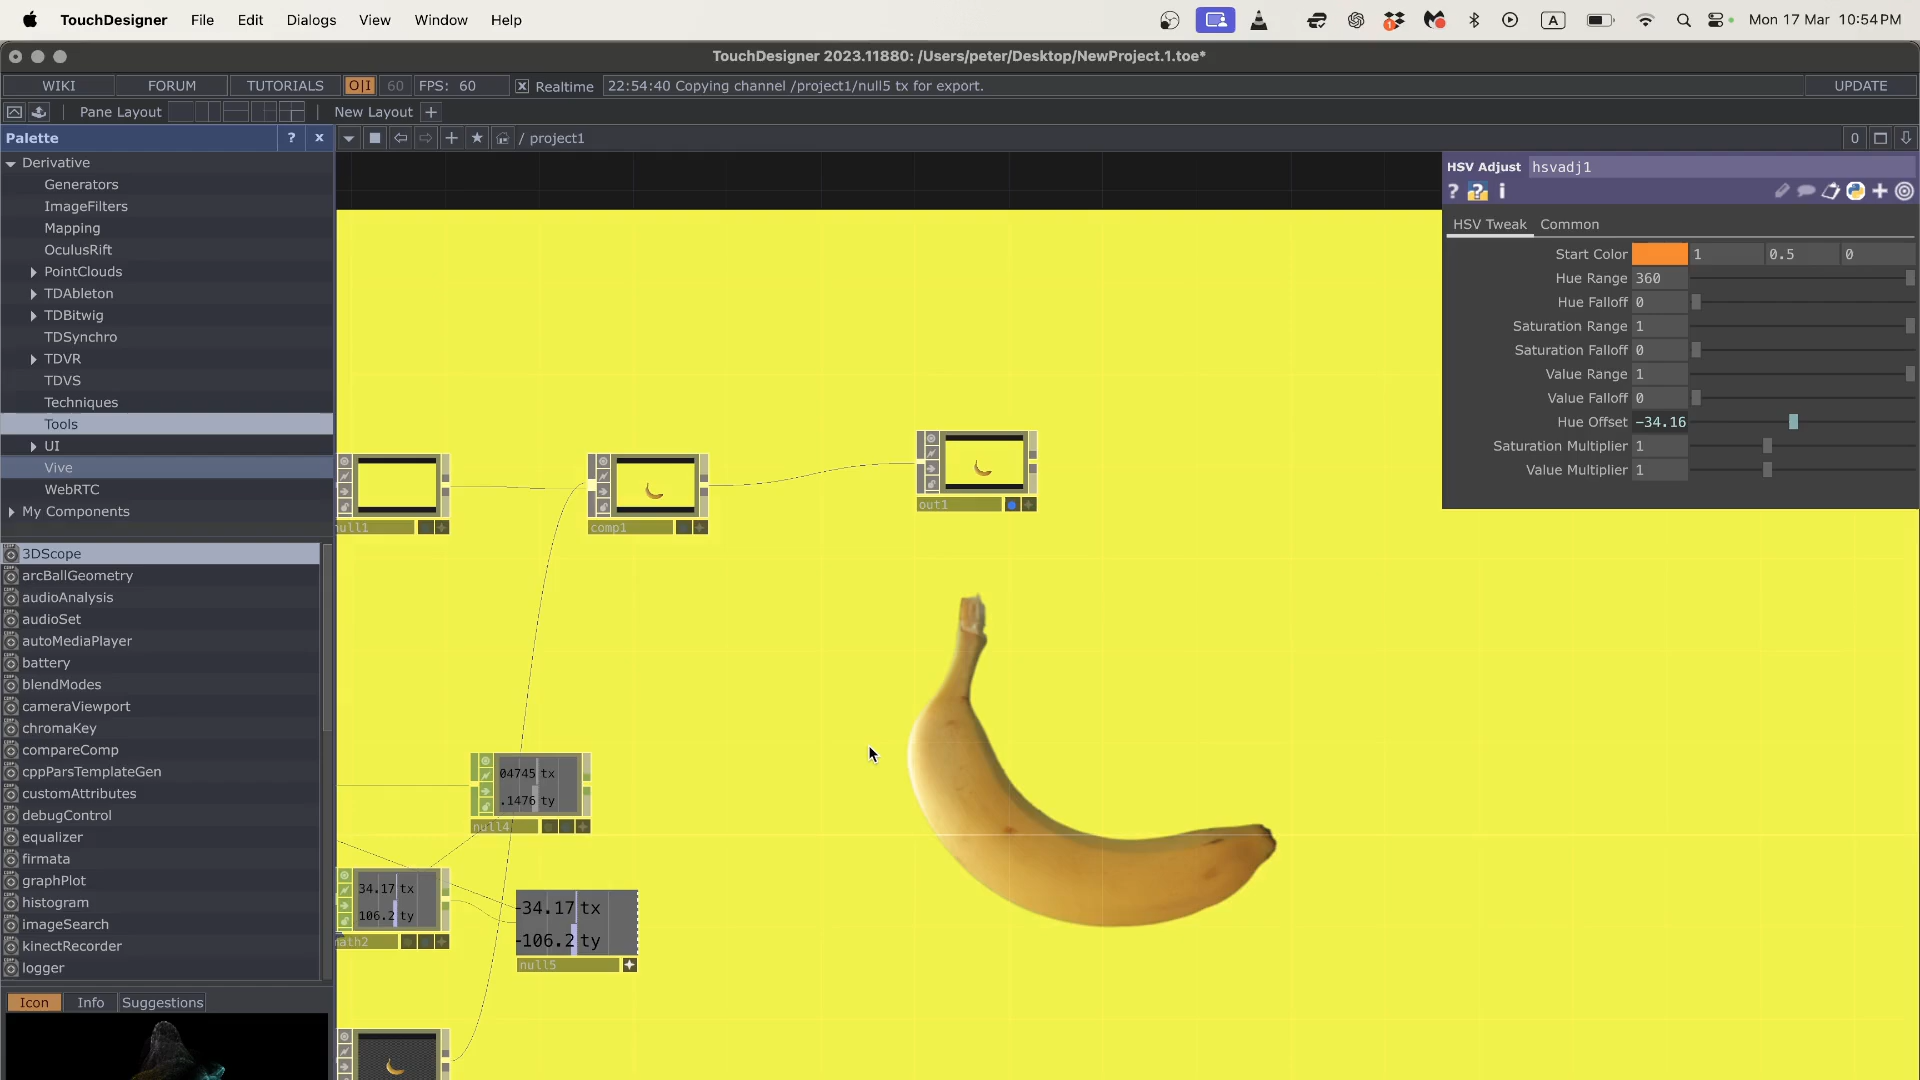 TouchDesigner File Edit Dialogs View Window Help A Mon 17 Mar 10:54PM
TouchDesigner 2023.11880: /Users/peter/Desktop/NewProject.1.toe*
WIKI FORUM TUTORIALS O|I 60 FPS: 60 Realtime 22:54:40 Copying channel /project1/null5 tx for export. UPDATE
Pane Layout New Layout +
Palette ? x
/ project1 0
Derivative
Generators
ImageFilters
Mapping
OculusRift
PointClouds
TDAbleton
TDBitwig
TDSynchro
TDVR
TDVS
Techniques
Tools
UI
Vive
WebRTC
My Components
3DScope
arcBallGeometry
audioAnalysis
audioSet
autoMediaPlayer
battery
blendModes
cameraViewport
chromaKey
compareComp
cppParsTemplateGen
customAttributes
debugControl
equalizer
firmata
graphPlot
histogram
imageSearch
kinectRecorder
logger
Icon Info Suggestions
null1
comp1
out1
04745 tx
.1476 ty
null4
34.17 tx
106.2 ty
math2
-34.17 tx
-106.2 ty
null5
HSV Adjust hsvadj1
? ? i
HSV Tweak Common
Start Color 1 0.5 0
Hue Range 360
Hue Falloff 0
Saturation Range 1
Saturation Falloff 0
Value Range 1
Value Falloff 0
Hue Offset -34.16
Saturation Multiplier 1
Value Multiplier 1